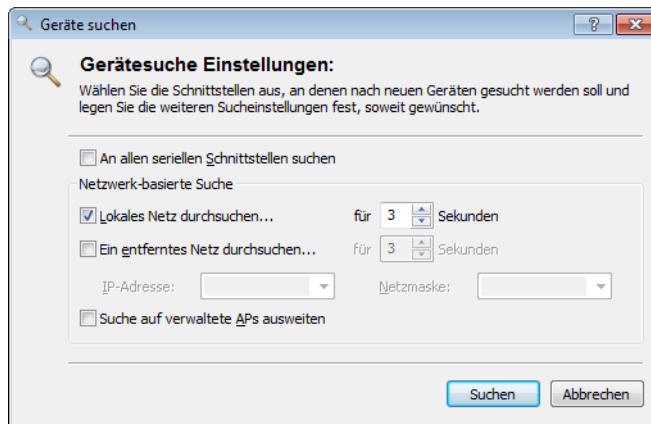 Geräte suchen
Gerätesuche Einstellungen:
Wählen Sie die Schnittstellen aus, an denen nach neuen Geräten gesucht werden soll und
legen Sie die weiteren Sucheinstellungen fest, soweit gewünscht.
An allen seriellen Schnittstellen suchen
Netzwerk-basierte Suche
Lokales Netz durchsuchen... für 3 Sekunden
Ein entferntes Netz durchsuchen... für 3 Sekunden
IP-Adresse: Netzmaske:
Suche auf verwaltete APs ausweiten
Suchen Abbrechen